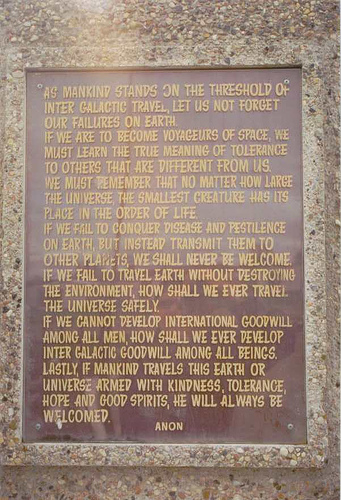 AS MANKIND STANDS ON THE THRESHOLD OF
INTER GALACTIC TRAVEL, LET US NOT FORGET
OUR FAILURES ON EARTH.
IF WE ARE TO BECOME VOYAGEURS OF SPACE, WE
MUST LEARN THE TRUE MEANING OF TOLERANCE
TO OTHERS THAT ARE DIFFERENT FROM US.
WE MUST REMEMBER THAT NO MATTER HOW LARGE
THE UNIVERSE, THE SMALLEST CREATURE HAS ITS
PLACE IN THE ORDER OF LIFE.
IF WE FAIL TO CONQUER DISEASE AND PESTILENCE
ON EARTH, BUT INSTEAD TRANSMIT THEM TO
OTHER PLANETS, WE SHALL NEVER BE WELCOME.
IF WE FAIL TO TRAVEL EARTH WITHOUT DESTROYING
THE ENVIRONMENT, HOW SHALL WE EVER TRAVEL
THE UNIVERSE SAFELY.
IF WE CANNOT DEVELOP INTERNATIONAL GOODWILL
AMONG ALL MEN, HOW SHALL WE EVER DEVELOP
INTER GALACTIC GOODWILL AMONG ALL BEINGS.
LASTLY, IF MANKIND TRAVELS THIS EARTH OR
UNIVERSE ARMED WITH KINDNESS, TOLERANCE,
HOPE AND GOOD SPIRITS, HE WILL ALWAYS BE
WELCOMED.
ANON